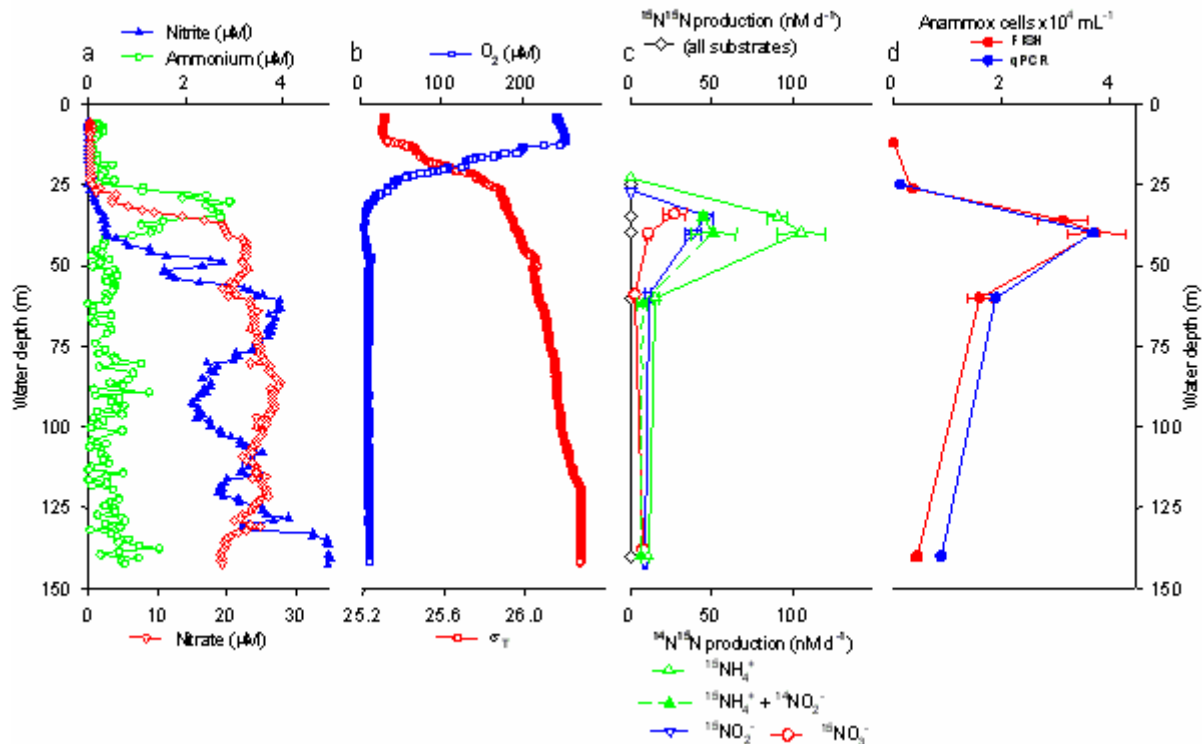 a
Nitrite (µM)
Ammonium (µM)
0 2 4
b
O2 (µM)
0 100 200
15N15N production (nM d-1)
c
(all substrates)
0 50 100
Anammox cells x10⁴ mL⁻¹
d
FISH
qPCR
0 2 4
Water depth (m)
0
25
50
75
100
125
150
0 10 20 30
Nitrate (µM)
25.2 25.6 26.0
σT
0 50 100
14N15N production (nM d-1)
15NH4+
15NH4+ + 14NO2-
15NO2- 15NO3-
0
25
50
75
100
125
150
Water depth (m)